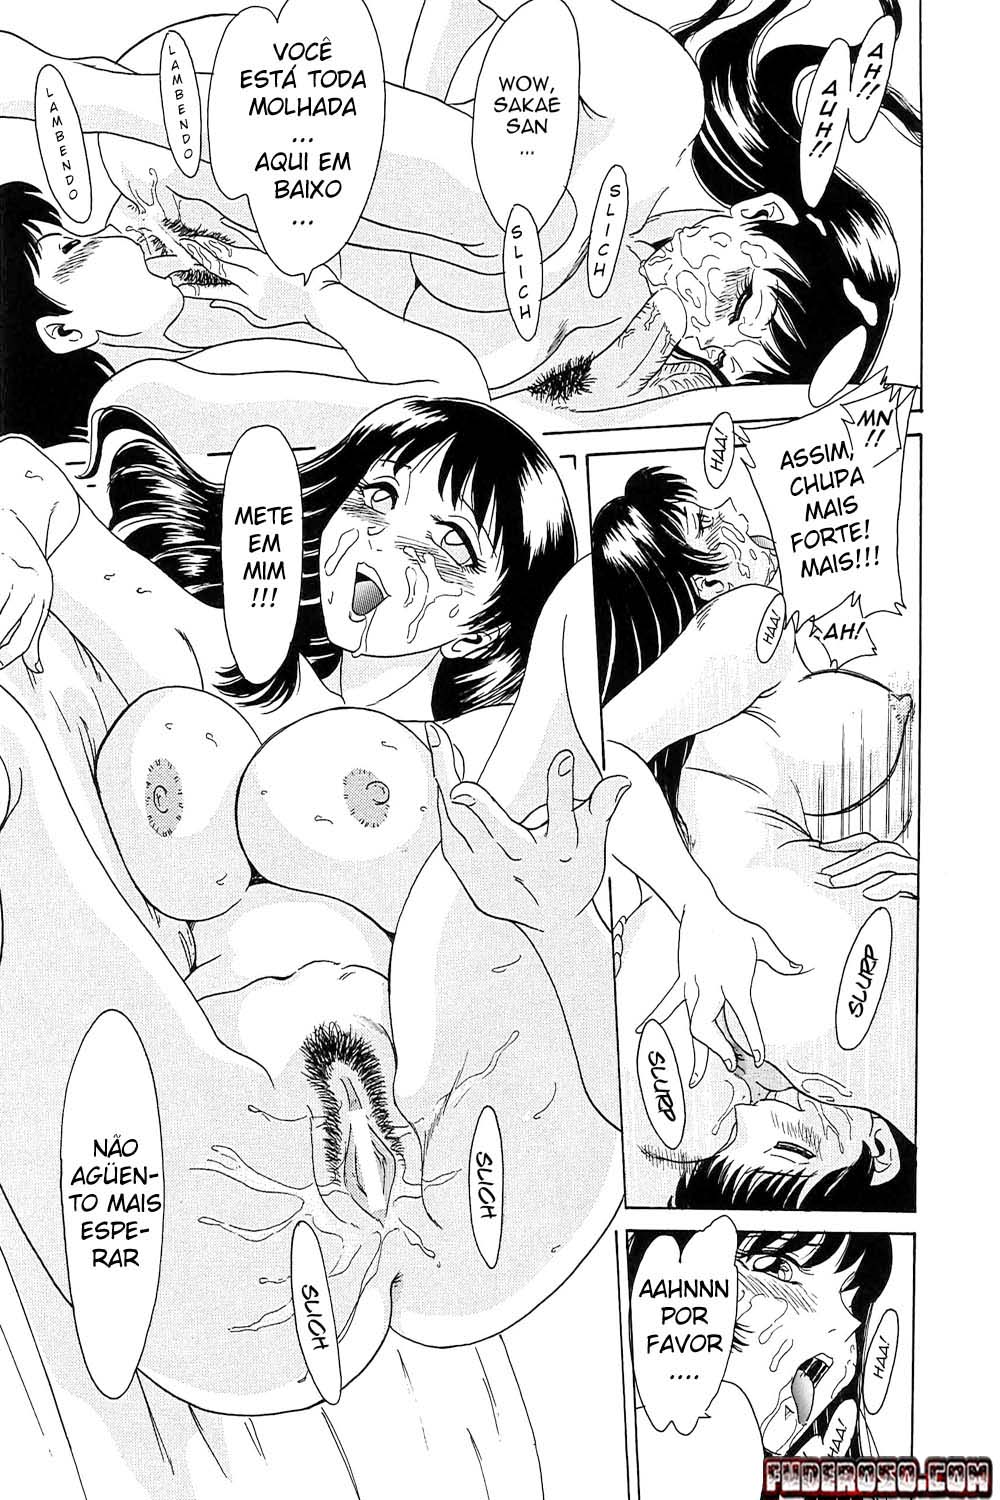 AH!!
AUH!!
WOW,
SAKAE
SAN
...
SLICH
SLICH
VOCÊ
ESTÁ TODA
MOLHADA
...
AQUI EM
BAIXO
...
LAMBENDO
LAMBENDO
MN
!!
ASSIM,
CHUPA
MAIS
FORTE!
MAIS!!!
HAA!
HAA!
AH!
SLURP
SLURP
AAHNNN
POR
FAVOR
....
HAA!
HAA!
METE
EM
MIM
!!!
NÃO
AGÜEN-
TO MAIS
ESPE-
RAR
SLICH
SLICH
FUDEROSO.COM